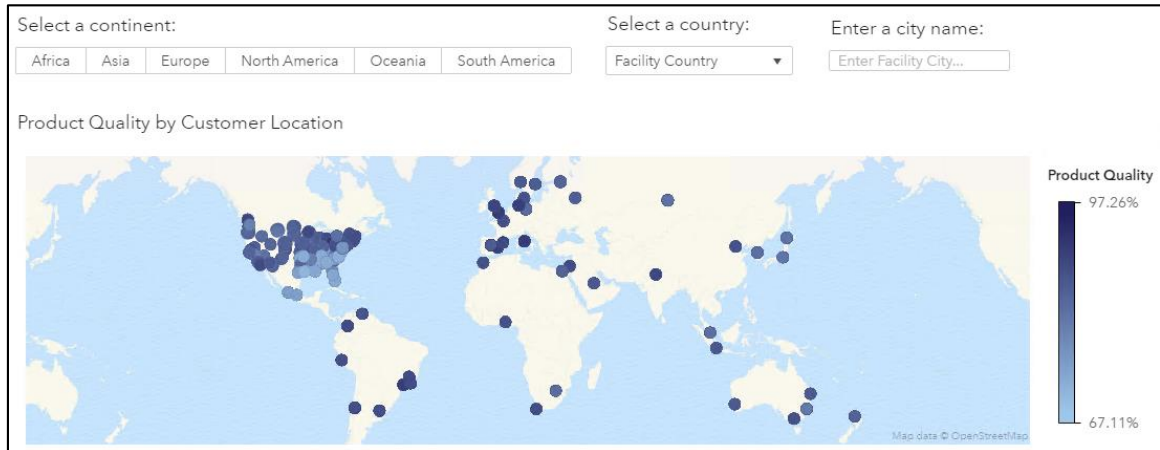 Select a continent:
Select a country:
Enter a city name:
Africa
Asia
Europe
North America
Oceania
South America
Facility Country
Enter Facility City...
Product Quality by Customer Location
Product Quality
97.26%
67.11%
Map data © OpenStreetMap